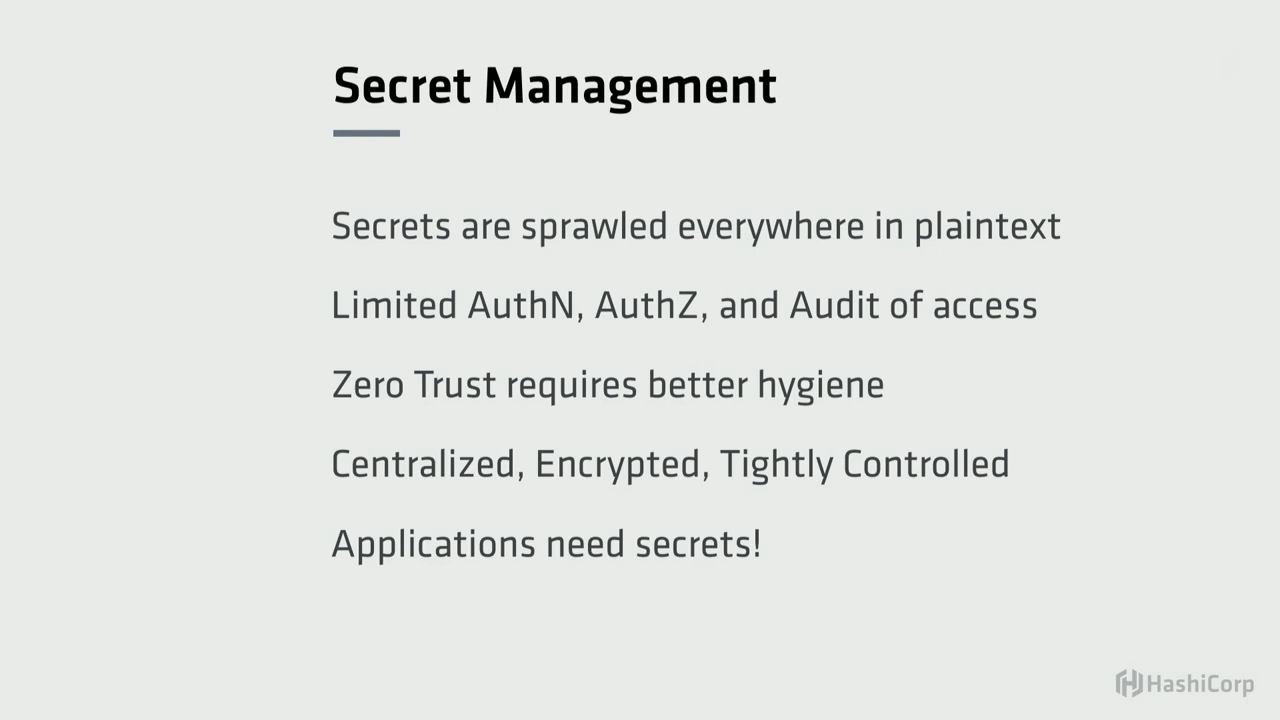 Secret Management
Secrets are sprawled everywhere in plaintext
Limited AuthN, AuthZ, and Audit of access
Zero Trust requires better hygiene
Centralized, Encrypted, Tightly Controlled
Applications need secrets!
HashiCorp